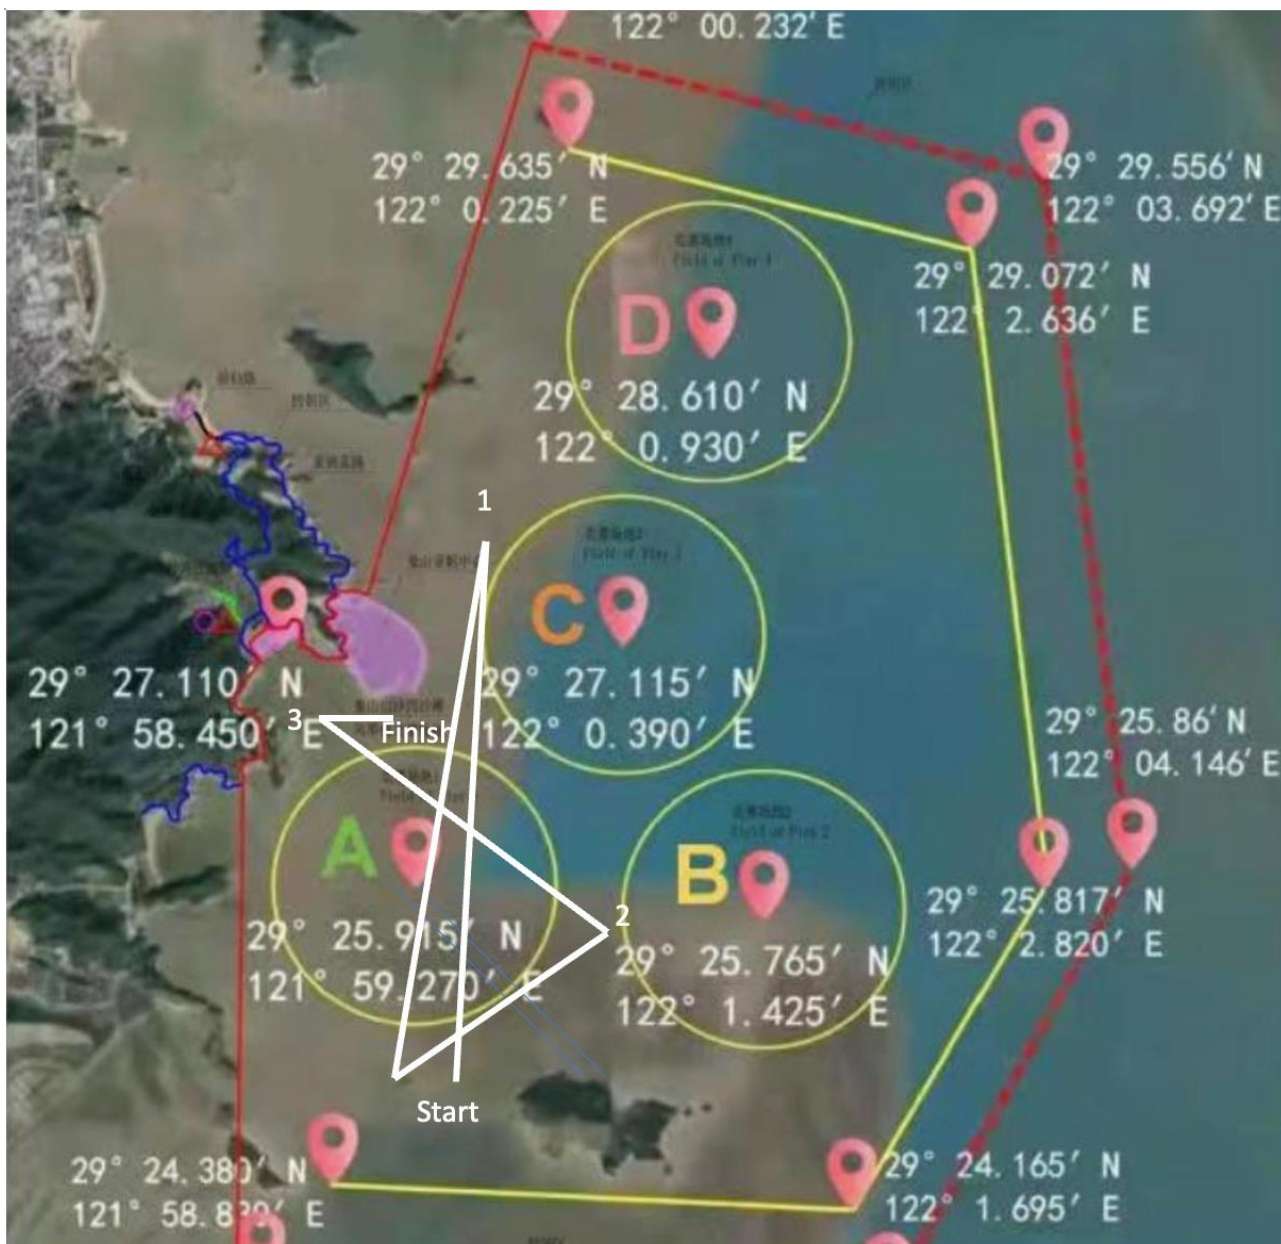 122° 00.232′ E
29° 29.635′ N
122° 0.225′ E
29° 29.556′ N
122° 03.692′ E
29° 29.072′ N
122° 2.636′ E
D
29° 28.610′ N
122° 0.930′ E
1
C
29° 27.110′ N
121° 58.450′ E
29° 27.115′ N
122° 0.390′ E
3
Finish
29° 25.86′ N
122° 04.146′ E
A
B
29° 25.915′ N
121° 59.270′ E
2
29° 25.765′ N
122° 1.425′ E
29° 25.817′ N
122° 2.820′ E
Start
29° 24.380′ N
121° 58.8 ′ E
29° 24.165′ N
122° 1.695′ E